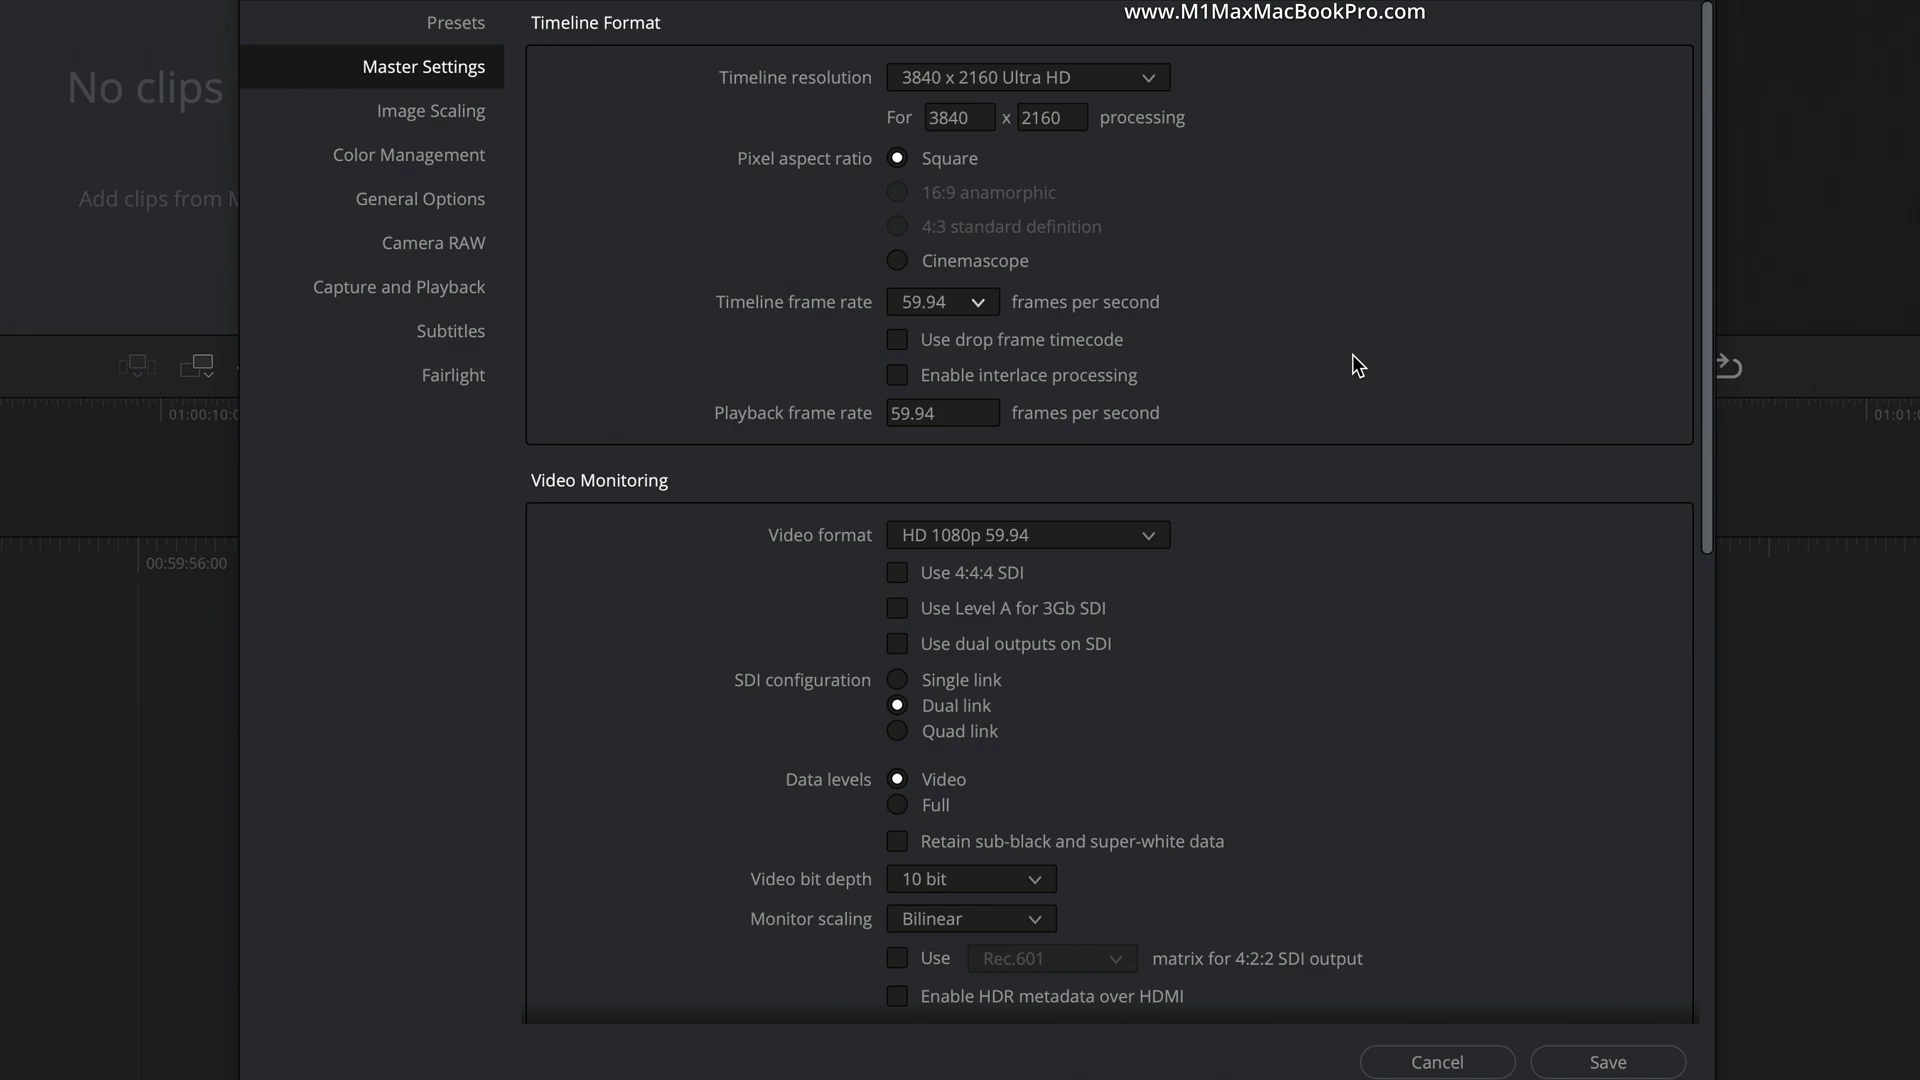 www.M1MaxMacBookPro.com
Presets
Master Settings
Image Scaling
Color Management
General Options
Camera RAW
Capture and Playback
Subtitles
Fairlight
No clips
Add clips from M
01:00:10:0
00:59:56:00
Timeline Format
Timeline resolution 3840 x 2160 Ultra HD
For 3840 x 2160 processing
Pixel aspect ratio Square
16:9 anamorphic
4:3 standard definition
Cinemascope
Timeline frame rate 59.94 frames per second
Use drop frame timecode
Enable interlace processing
Playback frame rate 59.94 frames per second
Video Monitoring
Video format HD 1080p 59.94
Use 4:4:4 SDI
Use Level A for 3Gb SDI
Use dual outputs on SDI
SDI configuration Single link
Dual link
Quad link
Data levels Video
Full
Retain sub-black and super-white data
Video bit depth 10 bit
Monitor scaling Bilinear
Use Rec.601 matrix for 4:2:2 SDI output
Enable HDR metadata over HDMI
Cancel Save
01:01:0